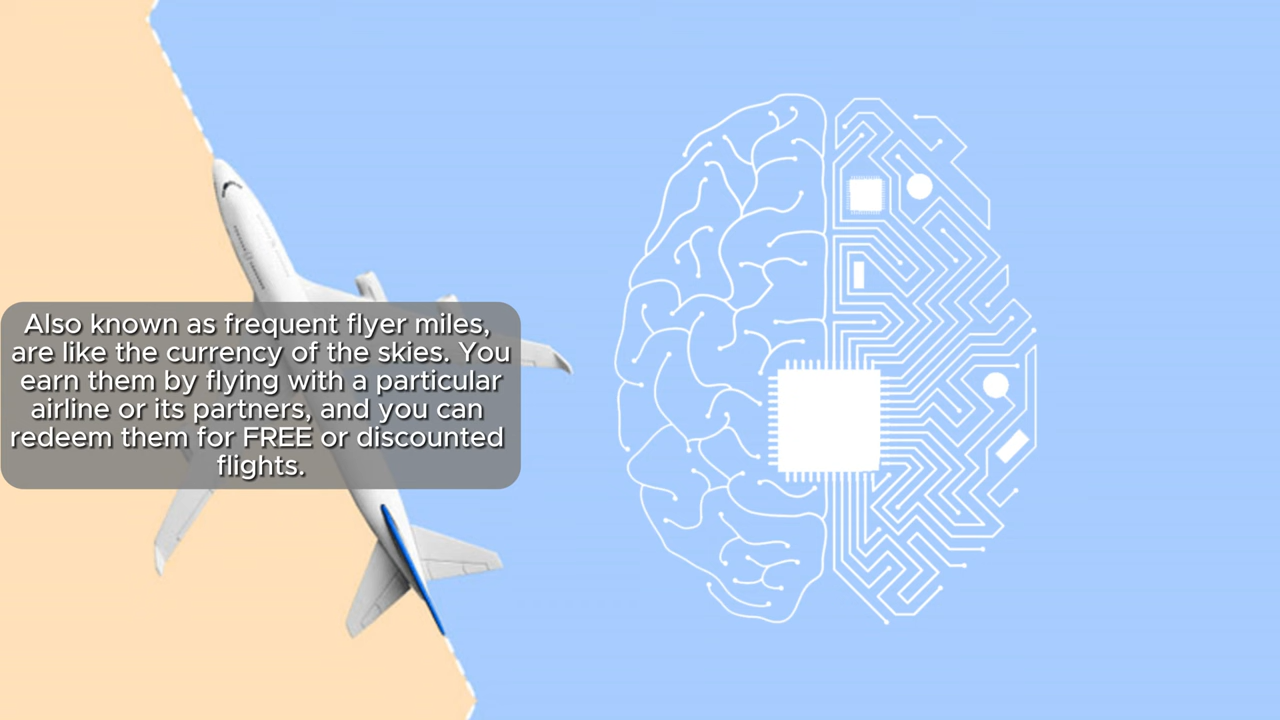 Also known as frequent flyer miles,
are like the currency of the skies. You
earn them by flying with a particular
airline or its partners, and you can
redeem them for FREE or discounted
flights.